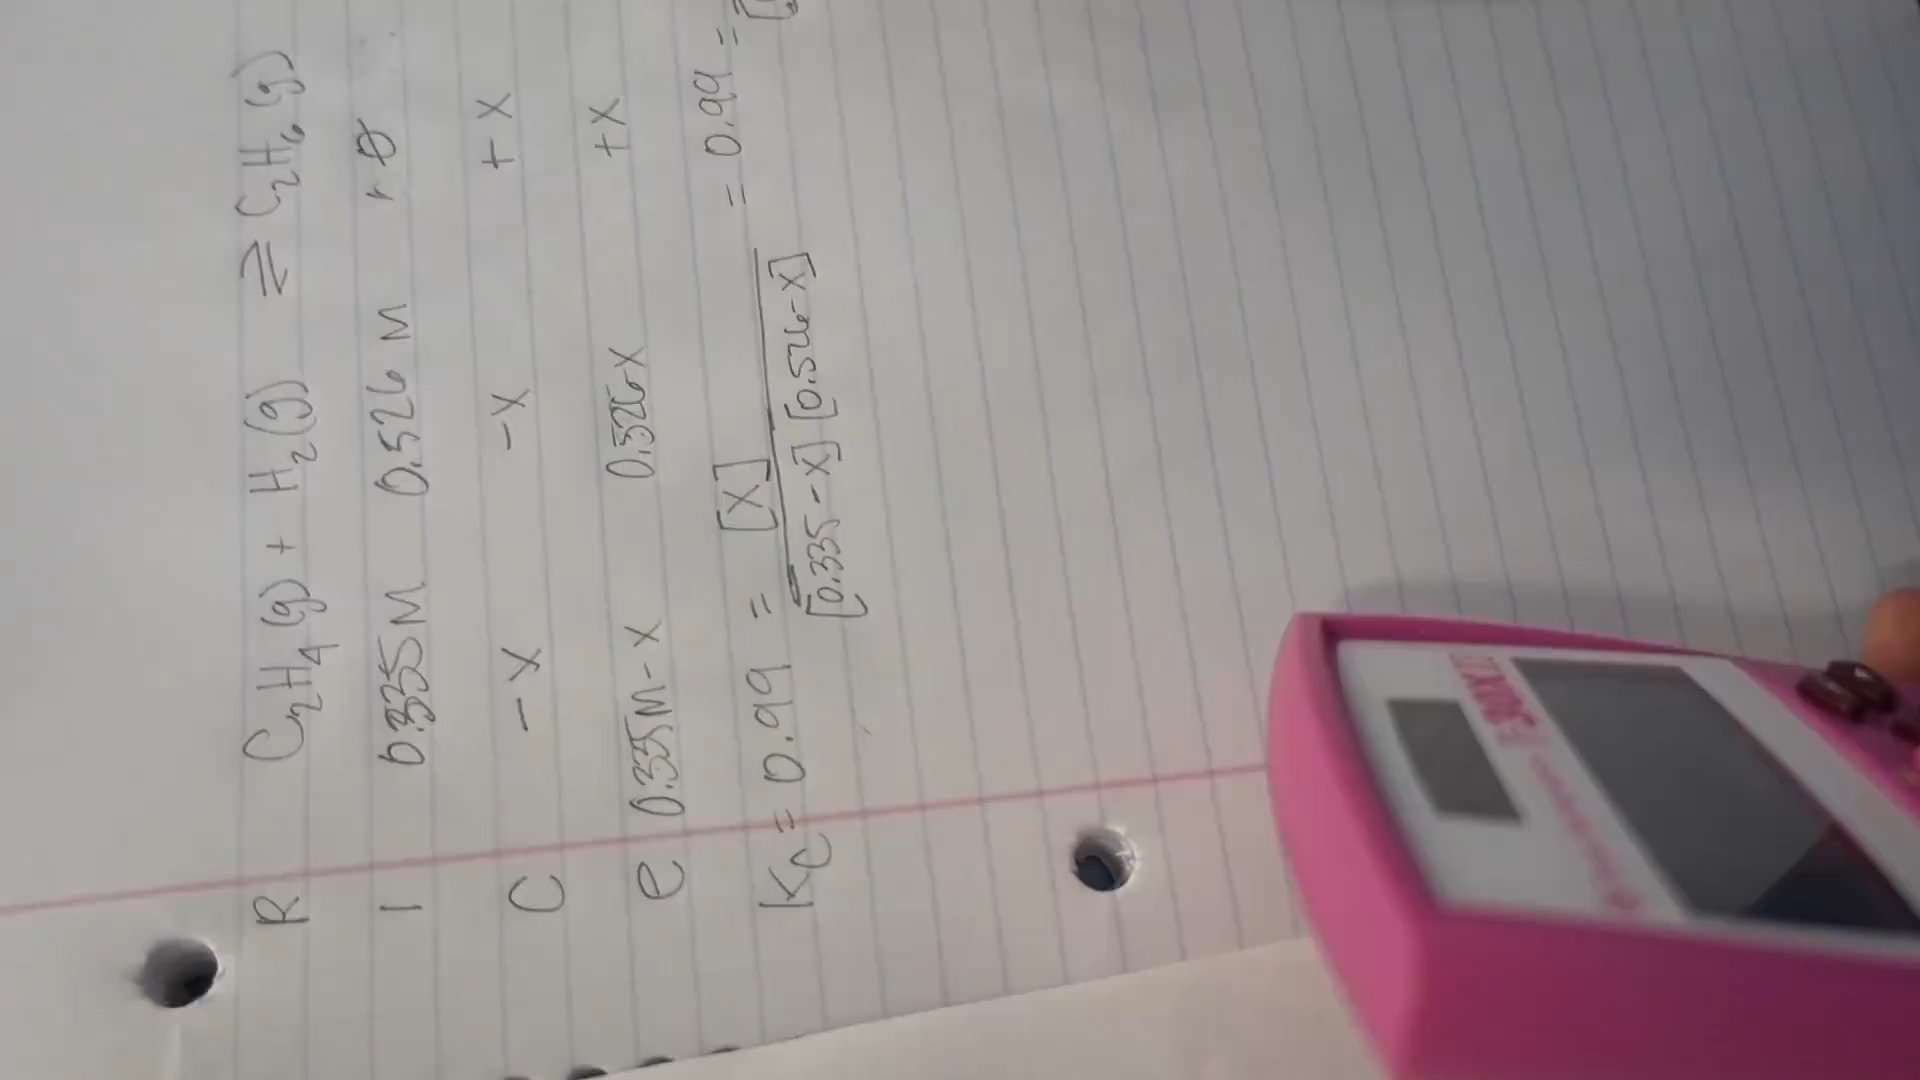 R C₂H₄(g) + H₂(g) ⇌ C₂H₆(g)
I 0.335M 0.526 M 0
C -X -X +X
e 0.335M-X 0.526-X +X
Kc = 0.99 = [X] = 0.99 =
[0.335-X][0.526-X]